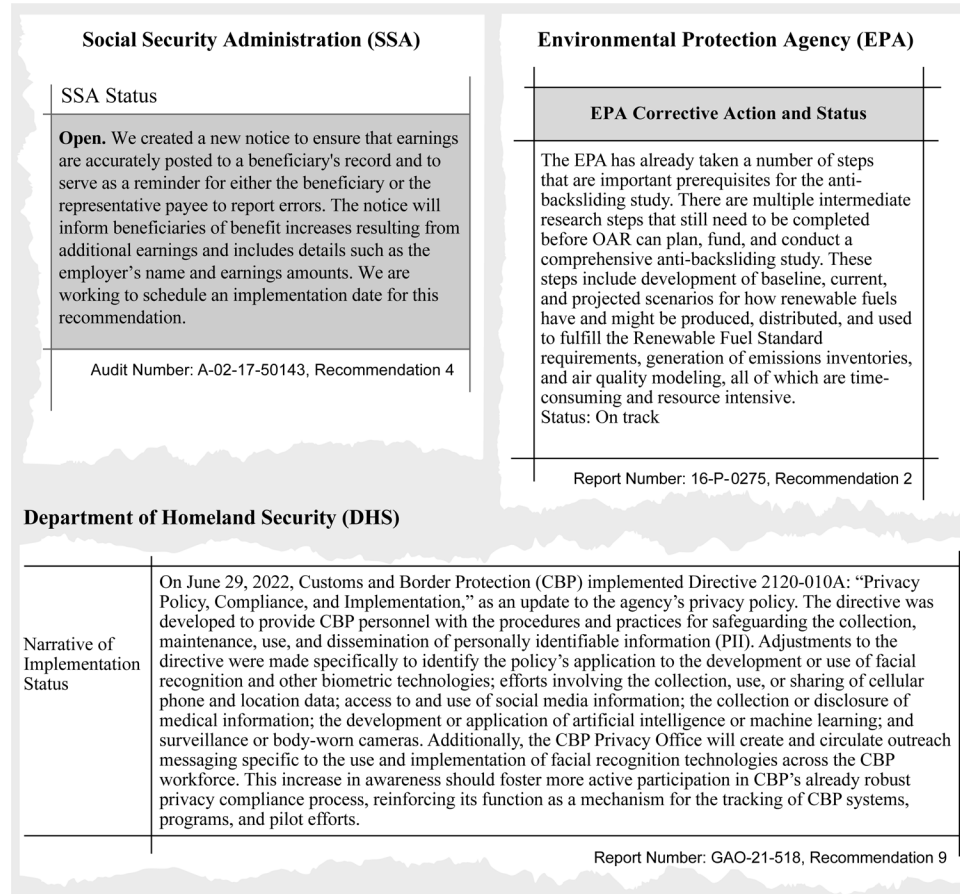 Social Security Administration (SSA)
SSA Status
Open. We created a new notice to ensure that earnings
are accurately posted to a beneficiary's record and to
serve as a reminder for either the beneficiary or the
representative payee to report errors. The notice will
inform beneficiaries of benefit increases resulting from
additional earnings and includes details such as the
employer’s name and earnings amounts. We are
working to schedule an implementation date for this
recommendation.
Audit Number: A-02-17-50143, Recommendation 4
Environmental Protection Agency (EPA)
EPA Corrective Action and Status
The EPA has already taken a number of steps
that are important prerequisites for the anti-
backsliding study. There are multiple intermediate
research steps that still need to be completed
before OAR can plan, fund, and conduct a
comprehensive anti-backsliding study. These
steps include development of baseline, current,
and projected scenarios for how renewable fuels
have and might be produced, distributed, and used
to fulfill the Renewable Fuel Standard
requirements, generation of emissions inventories,
and air quality modeling, all of which are time-
consuming and resource intensive.
Status: On track
Report Number: 16-P-0275, Recommendation 2
Department of Homeland Security (DHS)
Narrative of
Implementation
Status
On June 29, 2022, Customs and Border Protection (CBP) implemented Directive 2120-010A: “Privacy
Policy, Compliance, and Implementation,” as an update to the agency’s privacy policy. The directive was
developed to provide CBP personnel with the procedures and practices for safeguarding the collection,
maintenance, use, and dissemination of personally identifiable information (PII). Adjustments to the
directive were made specifically to identify the policy’s application to the development or use of facial
recognition and other biometric technologies; efforts involving the collection, use, or sharing of cellular
phone and location data; access to and use of social media information; the collection or disclosure of
medical information; the development or application of artificial intelligence or machine learning; and
surveillance or body-worn cameras. Additionally, the CBP Privacy Office will create and circulate outreach
messaging specific to the use and implementation of facial recognition technologies across the CBP
workforce. This increase in awareness should foster more active participation in CBP’s already robust
privacy compliance process, reinforcing its function as a mechanism for the tracking of CBP systems,
programs, and pilot efforts.
Report Number: GAO-21-518, Recommendation 9